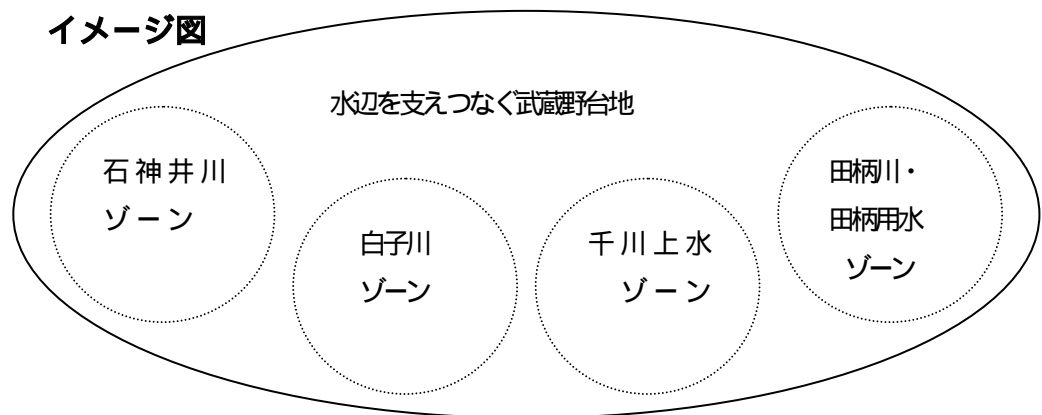 イメージ図
水辺を支えつなぐ武蔵野台地
石神井川
ゾーン
白子川
ゾーン
千川上水
ゾーン
田柄川・
田柄用水
ゾーン